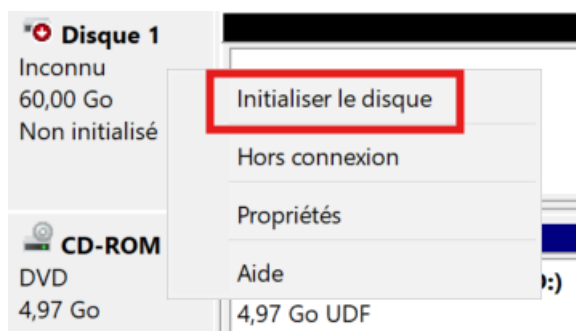 Disque 1
Inconnu
60,00 Go
Non initialisé
Initialiser le disque
Hors connexion
Propriétés
Aide
CD-ROM
DVD
4,97 Go
:)
4,97 Go UDF